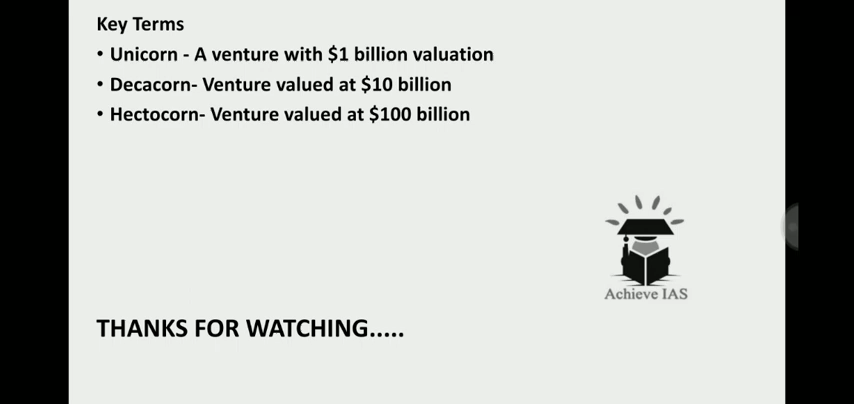 Key Terms
• Unicorn - A venture with $1 billion valuation
• Decacorn- Venture valued at $10 billion
• Hectocorn- Venture valued at $100 billion
Achieve IAS
THANKS FOR WATCHING.....